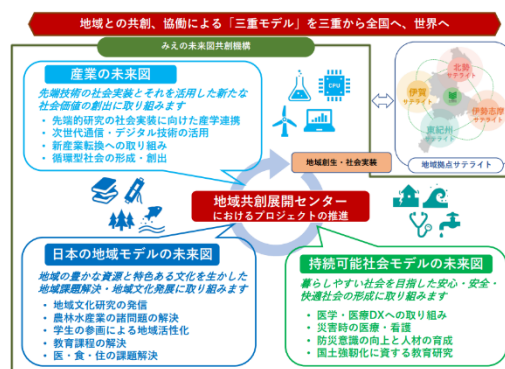 地域との共創、協働による「三重モデル」を三重から全国へ、世界へ
みえの未来図共創機構
産業の未来図
先端技術の社会実装とそれを活用した新たな
社会価値の創出に取り組みます
・先端的研究の社会実装に向けた産学連携
・次世代通信・デジタル技術の活用
・新産業転換への取り組み
・循環型社会の形成・創出
CPU
北勢
サテライト
伊賀
サテライト
伊勢志摩
サテライト
東紀州
サテライト
地域拠点サテライト
地域創生・社会実装
地域共創展開センター
におけるプロジェクトの推進
日本の地域モデルの未来図
地域の豊かな資源と特色ある文化を生かした
地域課題解決・地域文化発展に取り組みます
・地域文化研究の発信
・農林水産業の諸問題の解決
・学生の参画による地域活性化
・教育課程の解決
・医・食・住の課題解決
持続可能社会モデルの未来図
暮らしやすい社会を目指した安心・安全・
快適社会の形成に取り組みます
・医学・医療DXへの取り組み
・災害時の医療・看護
・防災意識の向上と人材の育成
・国土強靭化に資する教育研究